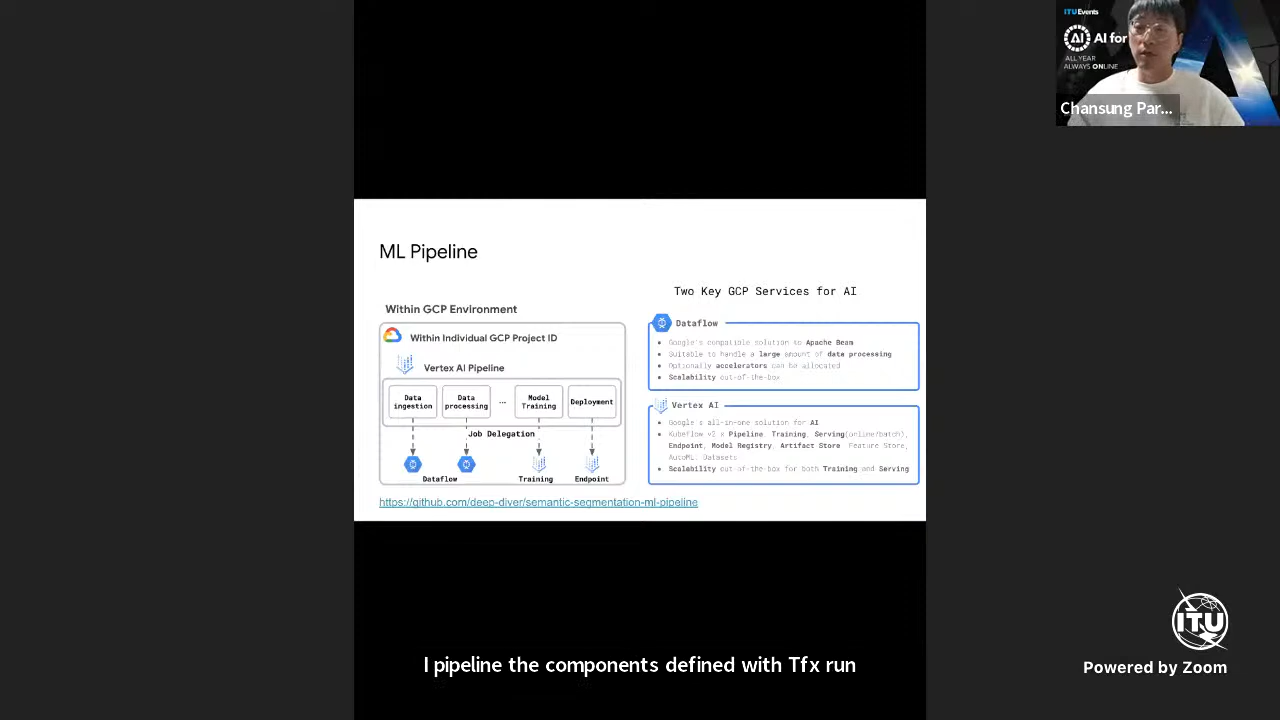 ITUEvents
AI
AI for
ALL YEAR
ALWAYS ONLINE
Chansung Par...
ML Pipeline
Two Key GCP Services for AI
Within GCP Environment
Within Individual GCP Project ID
Vertex AI Pipeline
Data
ingestion
Data
processing
...
Model
Training
Deployment
Job Delegation
Dataflow
Training
Endpoint
Dataflow
Google's compatible solution to Apache Beam
Suitable to handle a large amount of data processing
Optionally accelerators can be allocated
Scalability out-of-the-box
Vertex AI
Google's all-in-one solution for AI
Kubeflow v2 x Pipeline, Training, Serving(online/batch),
Endpoint, Model Registry, Artifact Store, Feature Store,
AutoML, Datasets
Scalability out-of-the-box for both Training and Serving
https://github.com/deep-diver/semantic-segmentation-ml-pipeline
I pipeline the components defined with Tfx run
ITU
Powered by Zoom